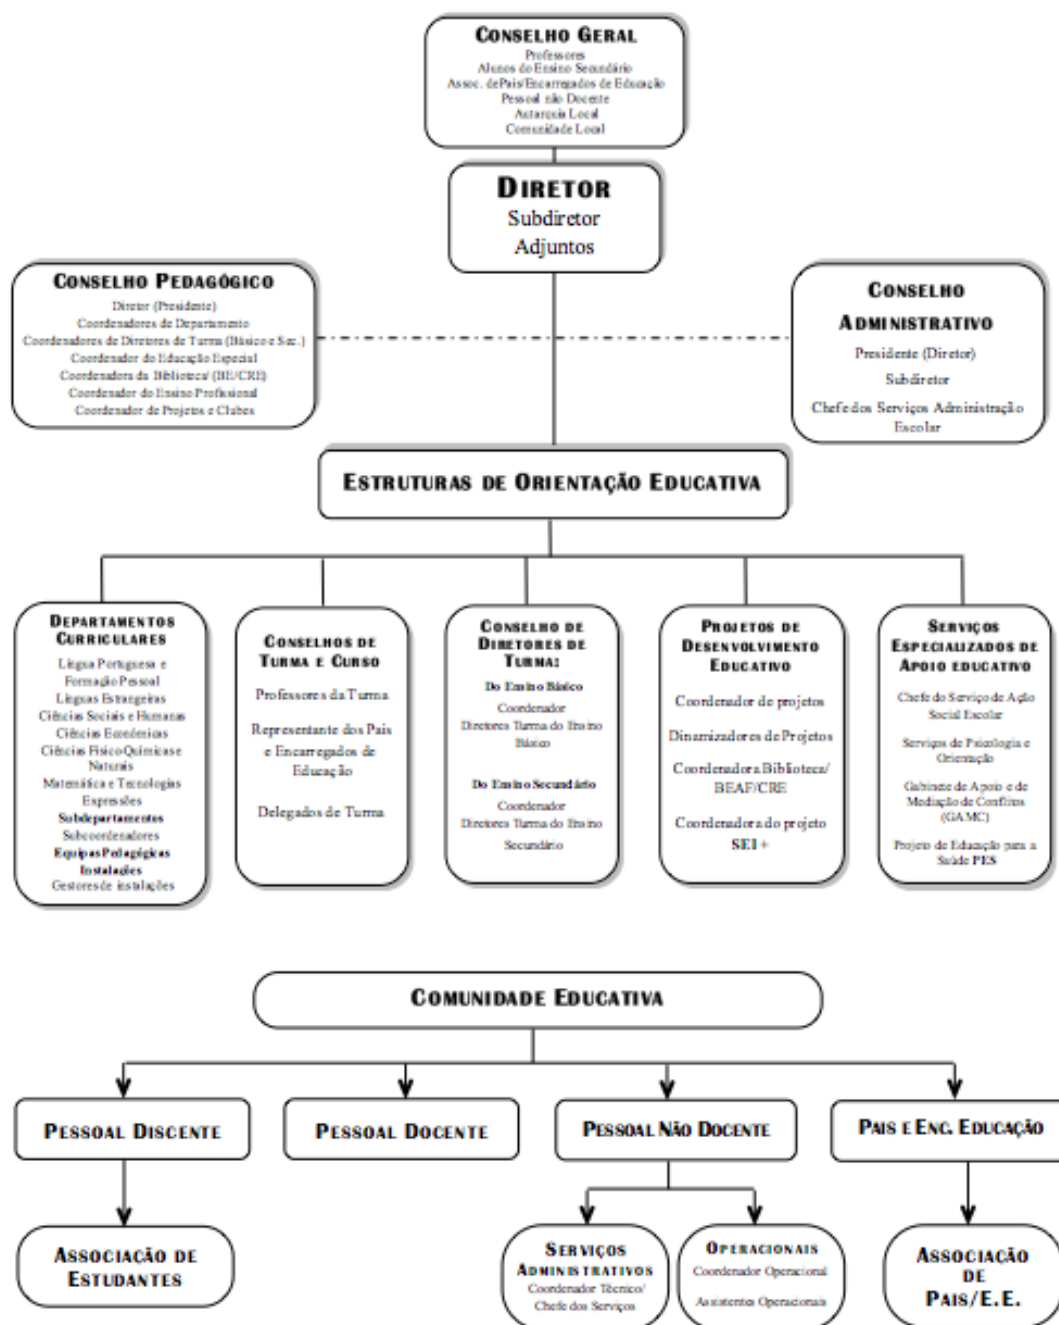 CONSELHO GERAL
Professores
Alunos do Ensino Secundário
Assoc. dePais/Encarregados de Educação
Pessoal não Docente
Autarquia Local
Comunidade Local
DIRETOR
Subdiretor
Adjuntos
CONSELHO PEDAGÓGICO
Diretor (Presidente)
Coordenadores de Departamento
Coordenadores de Diretores de Turma (Básico e Sec.)
Coordenador do Educação Especial
Coordenadora da Biblioteca/ (BE/CRE)
Coordenador do Ensino Profissional
Coordenador de Projetos e Clubes
CONSELHO
ADMINISTRATIVO
Presidente (Diretor)
Subdiretor
Chefe dos Serviços Administração
Escolar
ESTRUTURAS DE ORIENTAÇÃO EDUCATIVA
DEPARTAMENTOS
CURRICULARES
Língua Portuguesa e
Formação Pessoal
Línguas Estrangeiras
Ciências Sociais e Humanas
Ciências Económicas
Ciências Físico Químicas e
Naturais
Matemática e Tecnologias
Expressões
Subdepartamentos
Subcoordenadores
Equipas Pedagógicas
Instalações
Gestores de instalações
CONSELHOS DE
TURMA E CURSO
Professores da Turma
Representante dos Pais
e Encarregados de
Educação
Delegados de Turma
CONSELHO DE
DIRETORES DE
TURMA:
Do Ensino Básico
Coordenador
Diretores Turma do Ensino
Básico
Do Ensino Secundário
Coordenador
Diretores Turma do Ensino
Secundário
PROJETOS DE
DESENVOLVIMENTO
EDUCATIVO
Coordenador de projetos
Dinamizadores de Projetos
Coordenadora Biblioteca/
BEAF/CRE
Coordenadora do projeto
SEI +
SERVIÇOS
ESPECIALIZADOS DE
APOIO EDUCATIVO
Chefe do Serviço de Ação
Social Escolar
Serviços de Psicologia e
Orientação
Gabinete de Apoio e de
Mediação de Conflitos
(GAMC)
Projeto de Educação para a
Saúde PES
COMUNIDADE EDUCATIVA
PESSOAL DISCENTE
PESSOAL DOCENTE
PESSOAL NÃO DOCENTE
PAIS E ENC. EDUCAÇÃO
ASSOCIAÇÃO DE
ESTUDANTES
SERVIÇOS
ADMINISTRATIVOS
Coordenador Técnico/
Chefe dos Serviços
OPERACIONAIS
Coordenador Operacional
Assistentes Operacionais
ASSOCIAÇÃO
DE
PAIS/E.E.